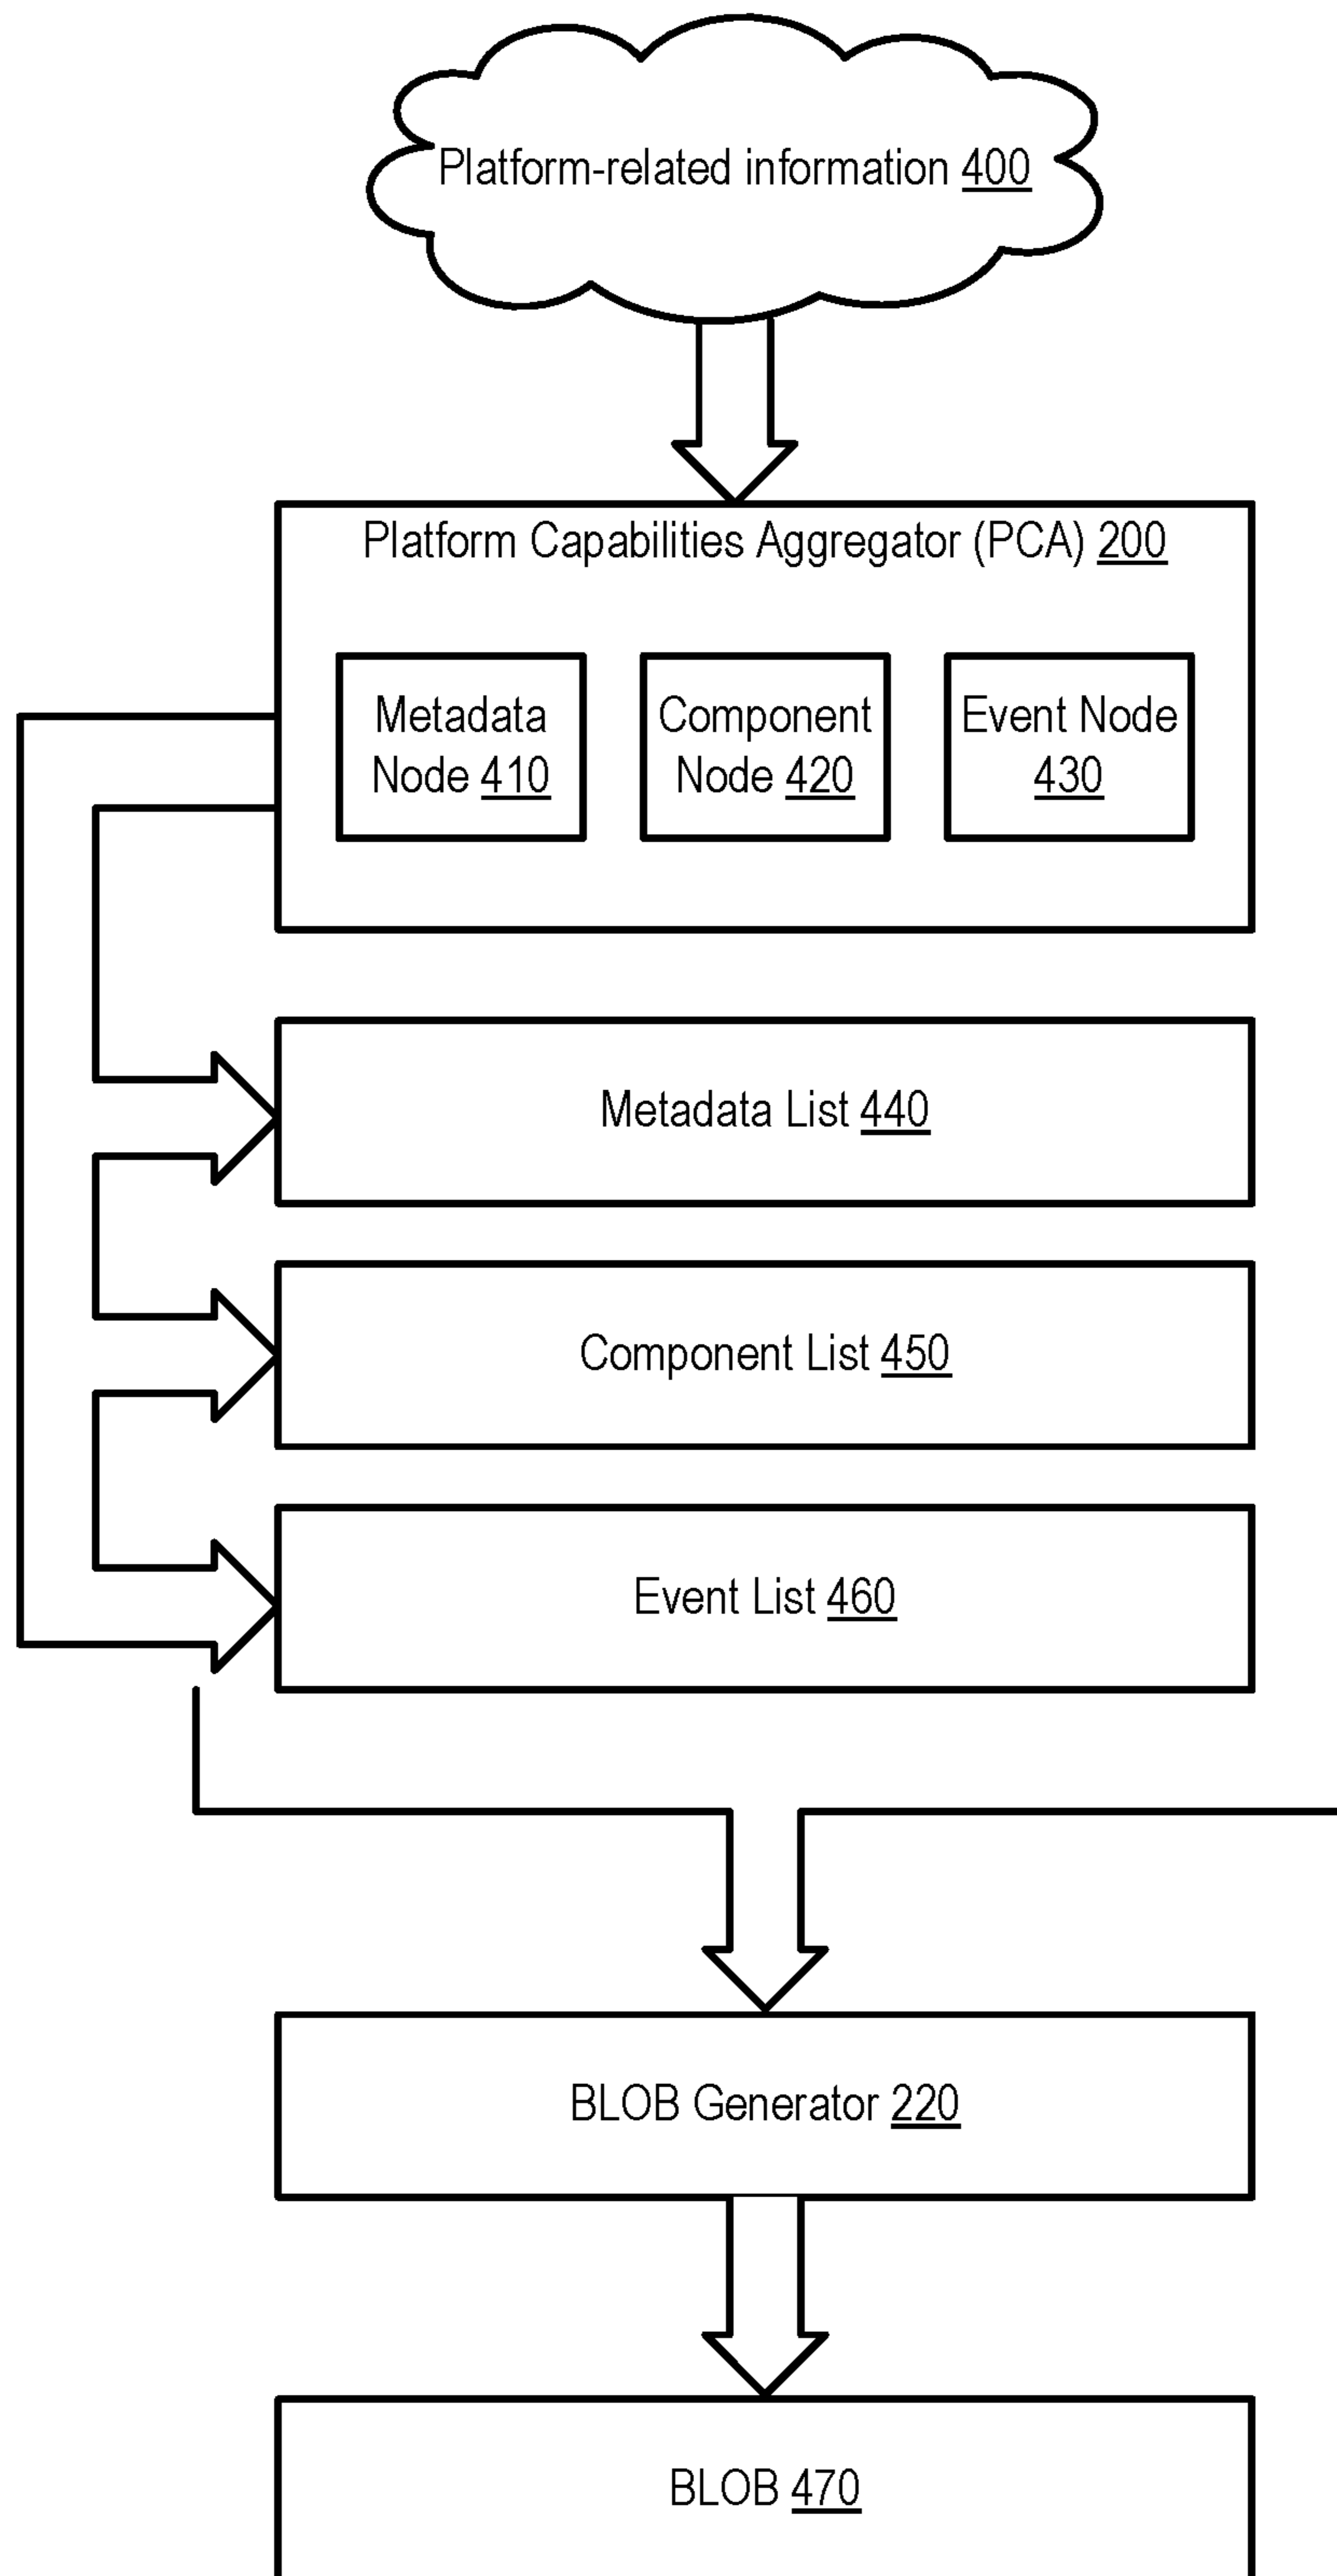 Platform-related information 400
Platform Capabilities Aggregator (PCA) 200
Metadata
Node 410
Component
Node 420
Event Node
430
Metadata List 440
Component List 450
Event List 460
BLOB Generator 220
BLOB 470